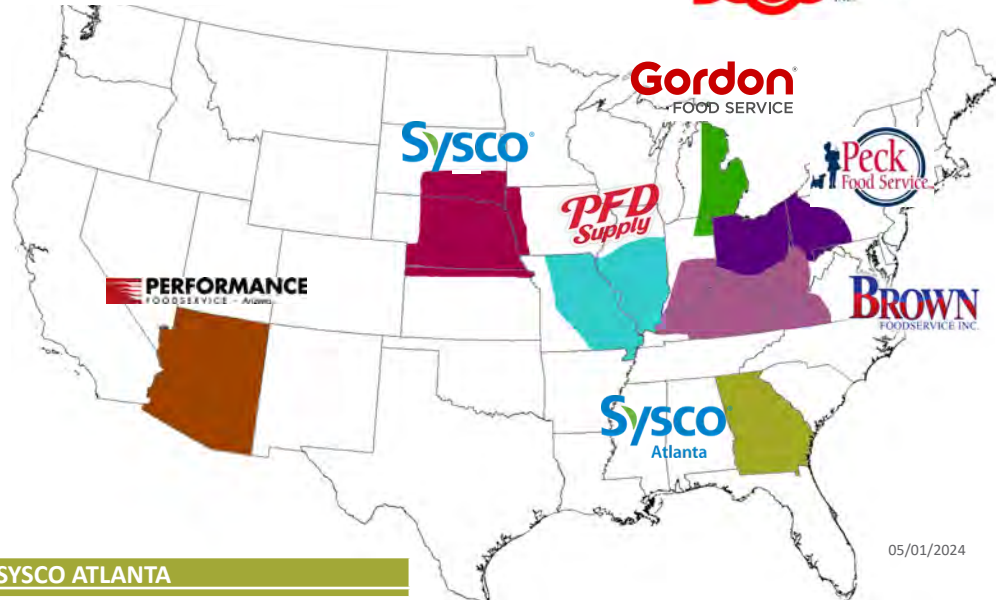 Gordon
FOOD SERVICE
Sysco
Peck
Food Service
PFD
Supply
PERFORMANCE
FOODSERVICE - Arizona
BROWN
FOODSERVICE INC.
Sysco
Atlanta
05/01/2024
SYSCO ATLANTA